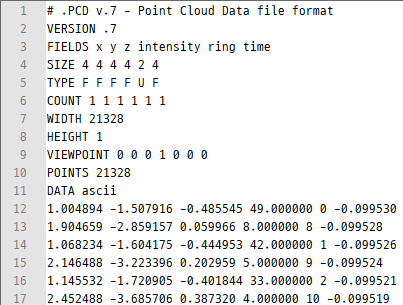 1 # .PCD v.7 - Point Cloud Data file format
2 VERSION .7
3 FIELDS x y z intensity ring time
4 SIZE 4 4 4 4 2 4
5 TYPE F F F F U F
6 COUNT 1 1 1 1 1 1
7 WIDTH 21328
8 HEIGHT 1
9 VIEWPOINT 0 0 0 1 0 0 0
10 POINTS 21328
11 DATA ascii
12 1.004894 -1.507916 -0.485545 49.000000 0 -0.099530
13 1.904659 -2.859157 0.059966 8.000000 8 -0.099528
14 1.068234 -1.604175 -0.444953 42.000000 1 -0.099526
15 2.146488 -3.223396 0.202959 5.000000 9 -0.099524
16 1.145532 -1.720905 -0.401844 33.000000 2 -0.099521
17 2.452488 -3.685706 0.387320 4.000000 10 -0.099519